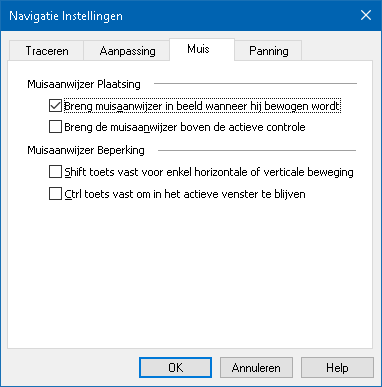 Navigatie Instellingen
Traceren Aanpassing Muis Panning
Muisaanwijzer Plaatsing
Breng muisaanwijzer in beeld wanneer hij bewogen wordt
Breng de muisaanwijzer boven de actieve controle
Muisaanwijzer Beperking
Shift toets vast voor enkel horizontale of verticale beweging
Ctrl toets vast om in het actieve venster te blijven
OK Annuleren Help